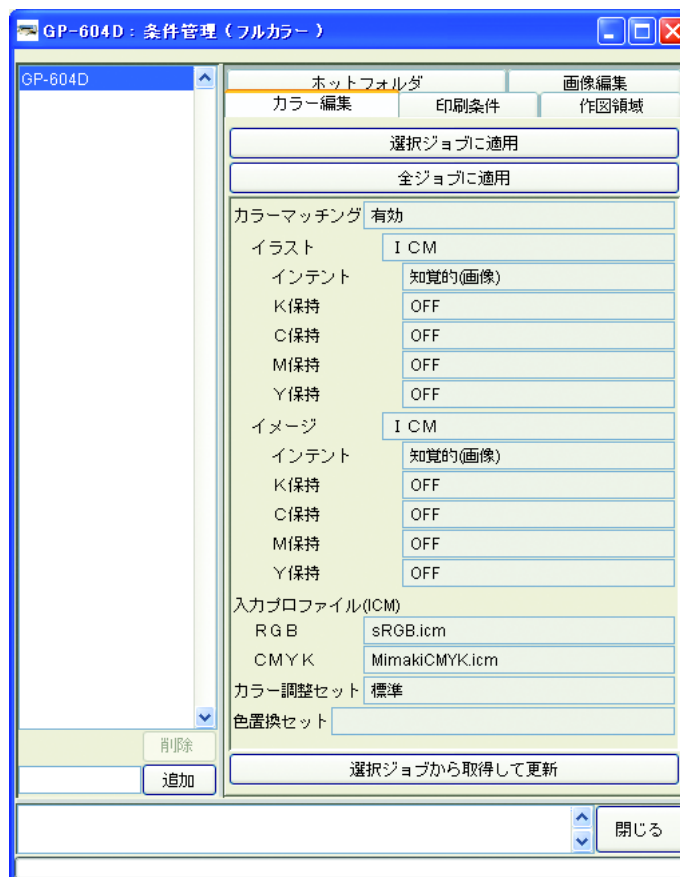 GP-604D：条件管理（フルカラー）
GP-604D
ホットフォルダ 画像編集
カラー編集 印刷条件 作図領域
選択ジョブに適用
全ジョブに適用
カラーマッチング 有効
イラスト ＩＣＭ
インテント 知覚的(画像)
Ｋ保持 OFF
Ｃ保持 OFF
Ｍ保持 OFF
Ｙ保持 OFF
イメージ ＩＣＭ
インテント 知覚的(画像)
Ｋ保持 OFF
Ｃ保持 OFF
Ｍ保持 OFF
Ｙ保持 OFF
入力プロファイル(ICM)
ＲＧＢ sRGB.icm
ＣＭＹＫ MimakiCMYK.icm
カラー調整セット 標準
色置換セット
削除
追加
選択ジョブから取得して更新
閉じる